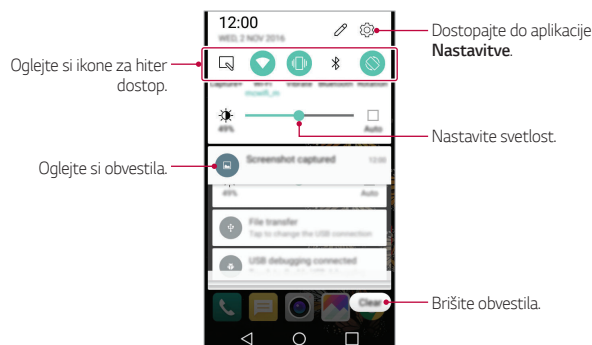 12:00
WED, 2 NOV 2016
Dostopajte do aplikacije
Nastavitve.
Oglejte si ikone za hiter
dostop.
Capture+ Wi-Fi Vibrate Bluetooth Rotation
mowifi_m
49% Auto
Nastavite svetlost.
Oglejte si obvestila.
Screenshot captured 12:00
49% Auto
File transfer
Tap to change the USB connection
USB debugging connected
Clear
Brišite obvestila.